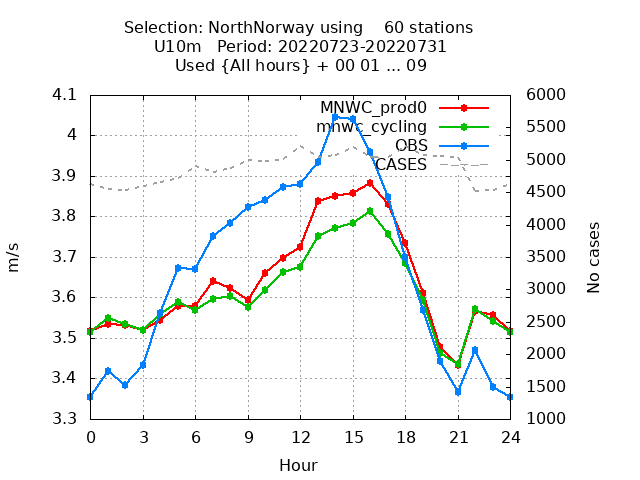 Selection: NorthNorway using    60 stations
U10m   Period: 20220723-20220731
Used {All hours} + 00 01 ... 09
4.1
4
3.9
3.8
3.7
3.6
3.5
3.4
3.3
m/s
MNWC_prod0
mnwc_cycling
OBS
CASES
6000
5500
5000
4500
4000
3500
3000
2500
2000
1500
1000
No cases
0 3 6 9 12 15 18 21 24
Hour